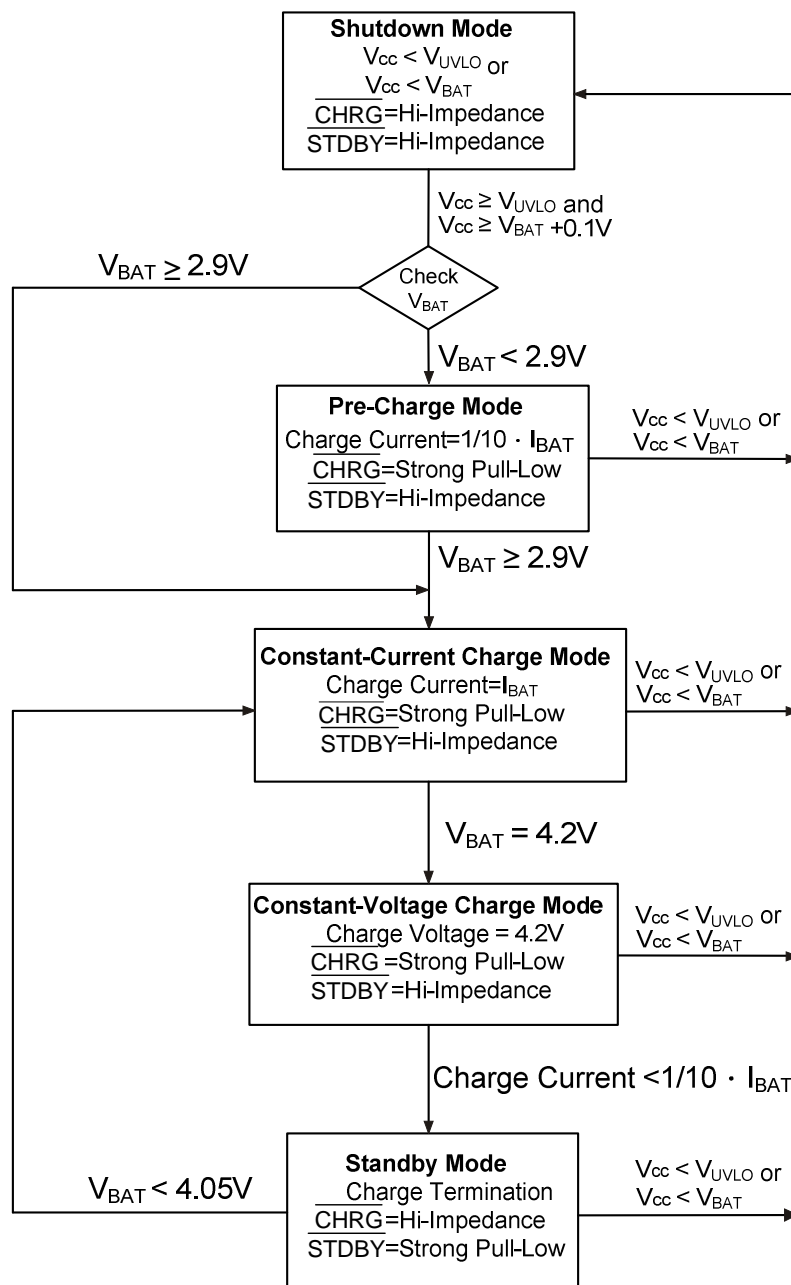 Shutdown Mode
Vcc < VUVLO or
Vcc < VBAT
CHRG=Hi-Impedance
STDBY=Hi-Impedance
Vcc ≥ VUVLO and
Vcc ≥ VBAT +0.1V
VBAT ≥ 2.9V
Check
VBAT
VBAT < 2.9V
Pre-Charge Mode
Charge Current=1/10 · IBAT
CHRG=Strong Pull-Low
STDBY=Hi-Impedance
Vcc < VUVLO or
Vcc < VBAT
VBAT ≥ 2.9V
Constant-Current Charge Mode
Charge Current=IBAT
CHRG=Strong Pull-Low
STDBY=Hi-Impedance
Vcc < VUVLO or
Vcc < VBAT
VBAT = 4.2V
Constant-Voltage Charge Mode
Charge Voltage = 4.2V
CHRG =Strong Pull-Low
STDBY=Hi-Impedance
Vcc < VUVLO or
Vcc < VBAT
Charge Current <1/10 · IBAT
VBAT < 4.05V
Standby Mode
Charge Termination
CHRG=Hi-Impedance
STDBY=Strong Pull-Low
Vcc < VUVLO or
Vcc < VBAT